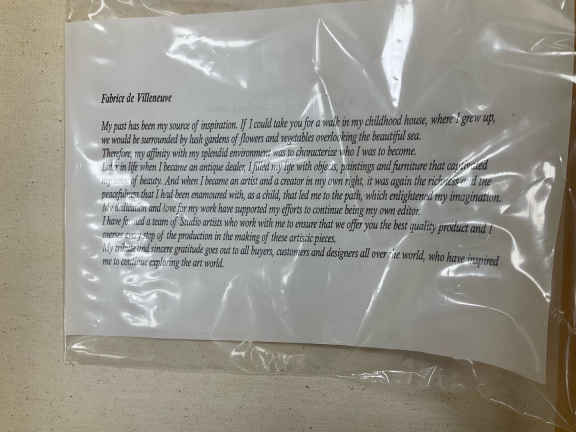 Fabrice de Villeneuve
My past has been my source of inspiration. If I could take you for a walk in my childhood house, where I grew up,
we would be surrounded by lush gardens of flowers and vegetables overlooking the beautiful sea.
Therefore, my affinity with my splendid environment was to characterize who I was to become.
Later in life when I became an antique dealer, I filled my life with objects, paintings and furniture that
of beauty. And when I became an artist and a creator in my own right, it was again the richness and the
peacefulness that I had been enamoured with, as a child, that led me to the path, which enlightened my imagination.
and love for my work have supported my efforts to continue being my own editor.
I have a team of Studio artists who work with me to ensure that we offer you the best quality product and I
step of the production in the making of these artistic pieces.
My and sincere gratitude goes out to all buyers, customers and designers all over the world, who have inspired
me to continue exploring the art world.